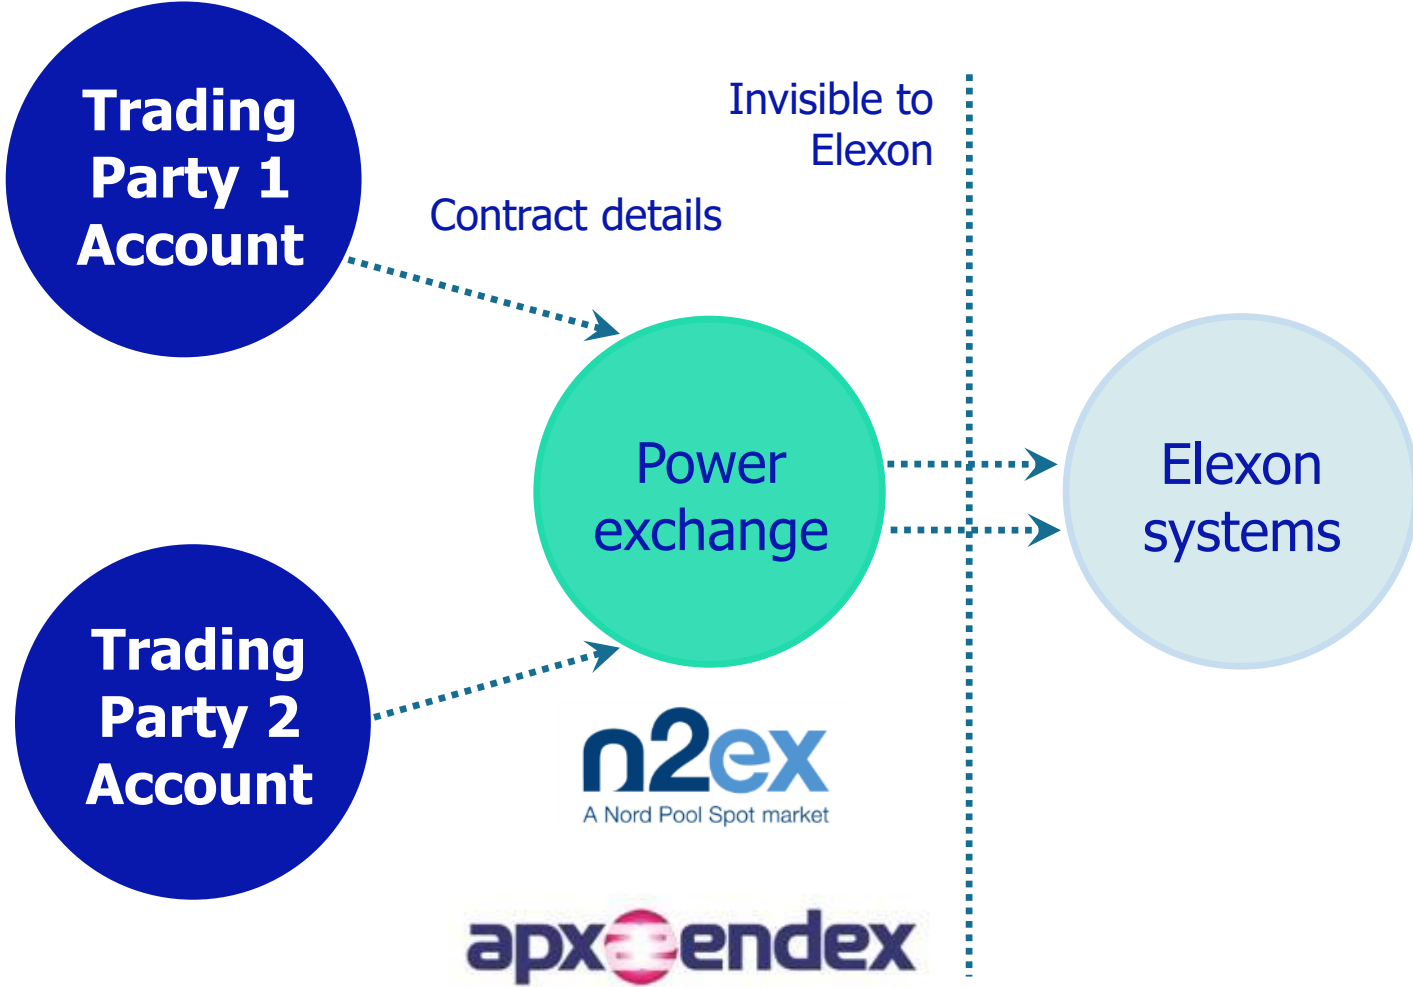 Trading
Party 1
Account
Invisible to
Elexon
Contract details
Power
exchange
Elexon
systems
Trading
Party 2
Account
n2ex
A Nord Pool Spot market
apx endex